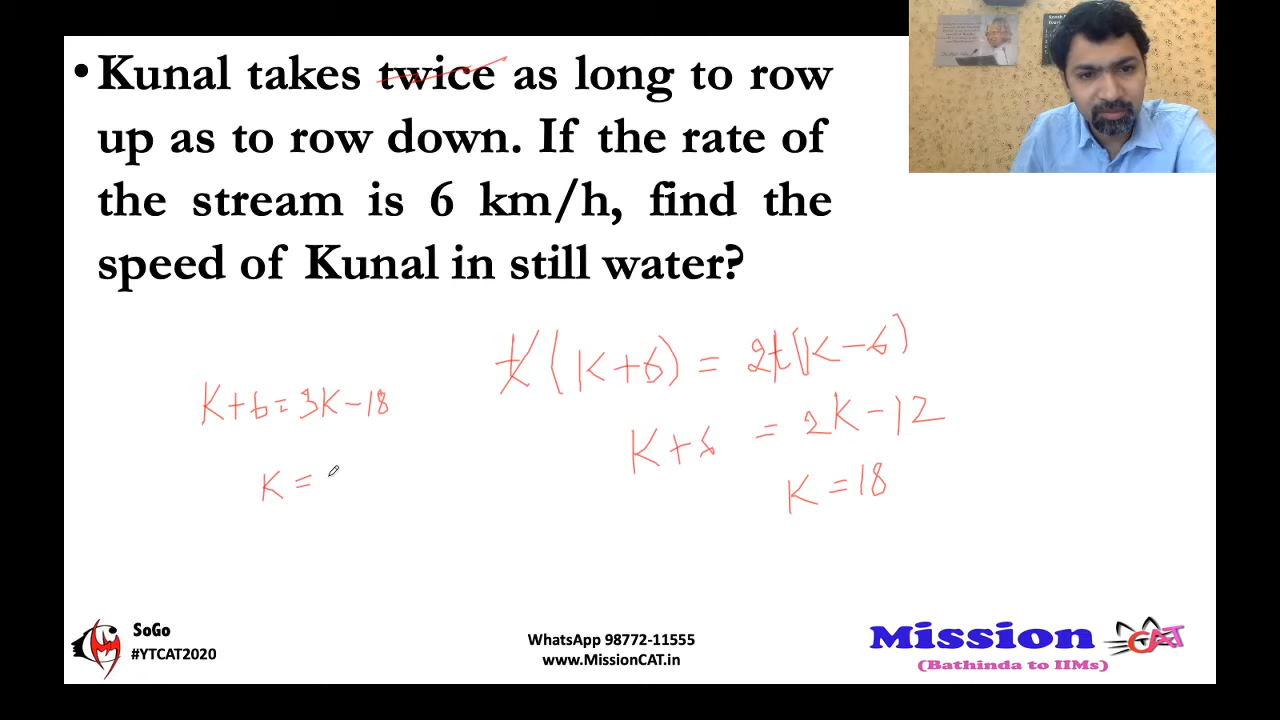 • Kunal takes twice as long to row
up as to row down. If the rate of
the stream is 6 km/h, find the
speed of Kunal in still water?
t(K+6) = 2t(K-6)
K+6 = 3K-18
K+6 = 2K-12
K =
K = 18
SoGo
#YTCAT2020
WhatsApp 98772-11555
www.MissionCAT.in
Mission
CAT
(Bathinda to IIMs)